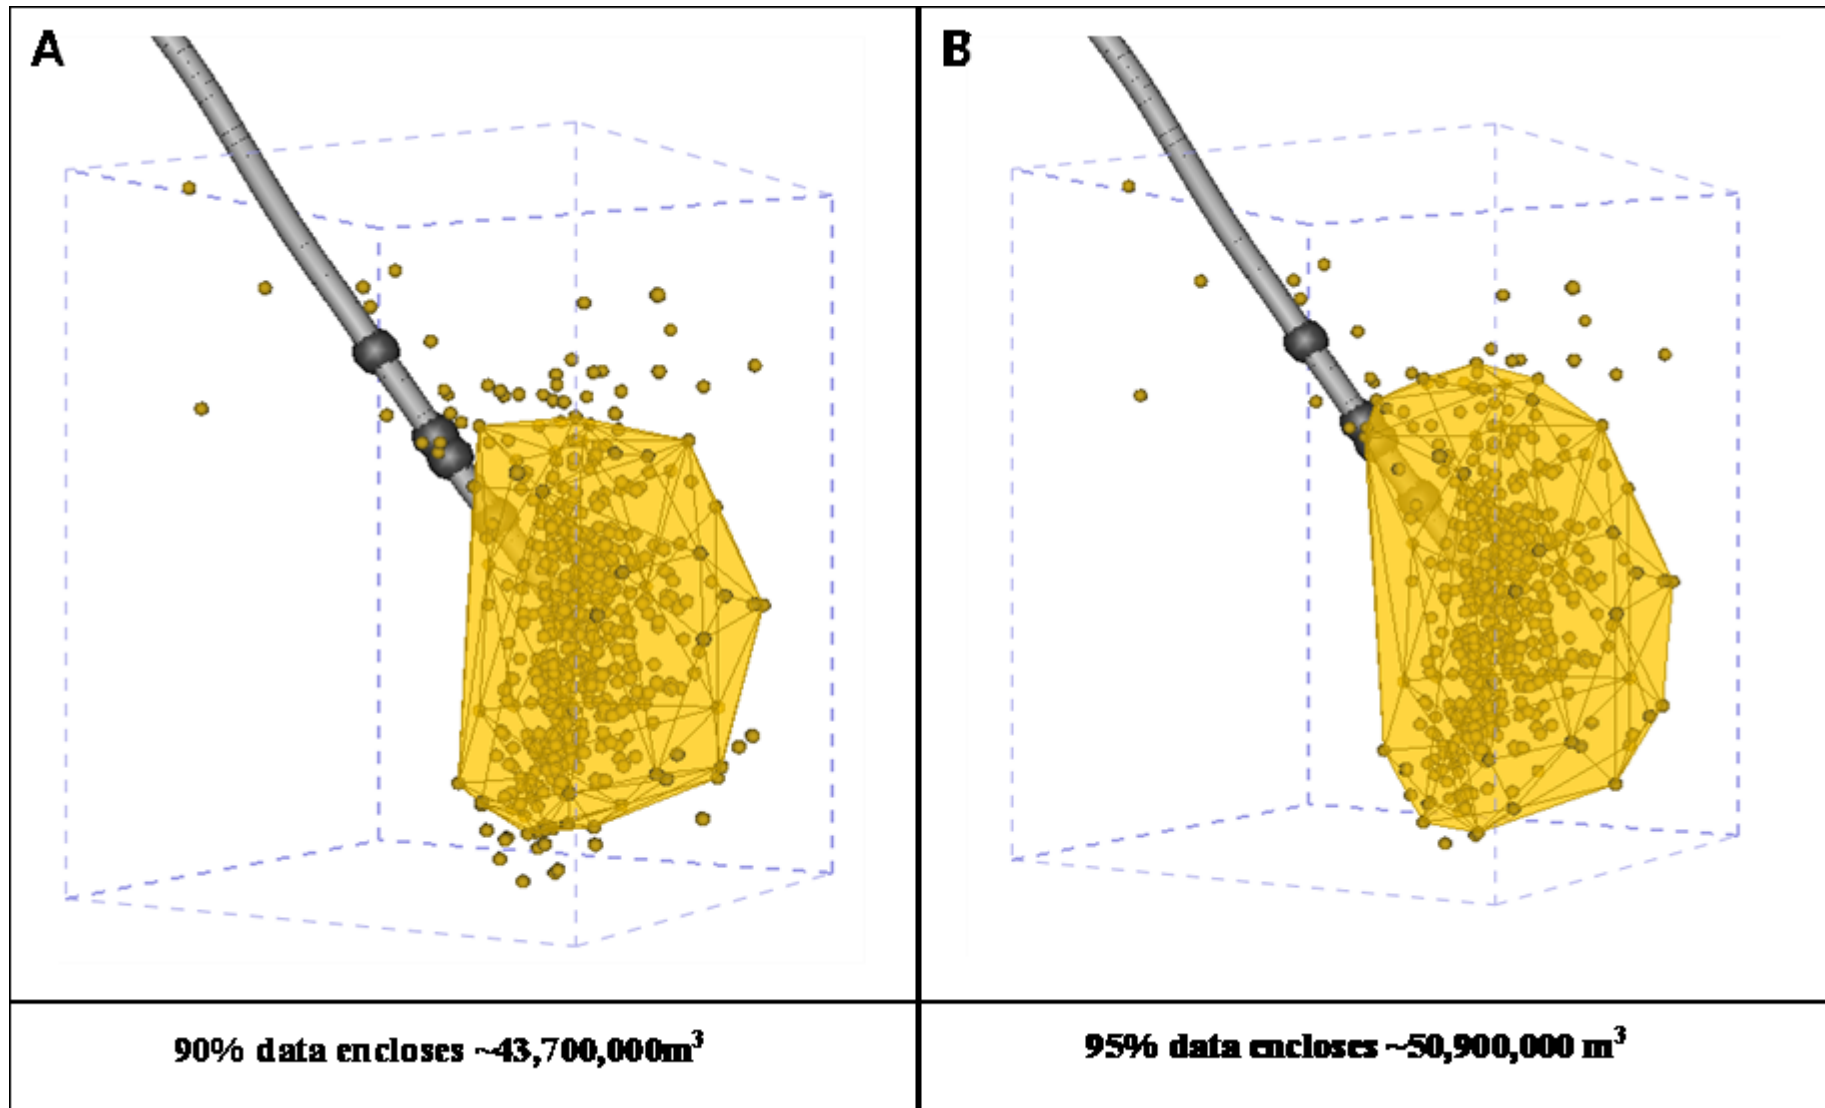 A
B
90% data encloses ~43,700,000m³
95% data encloses ~50,900,000 m³